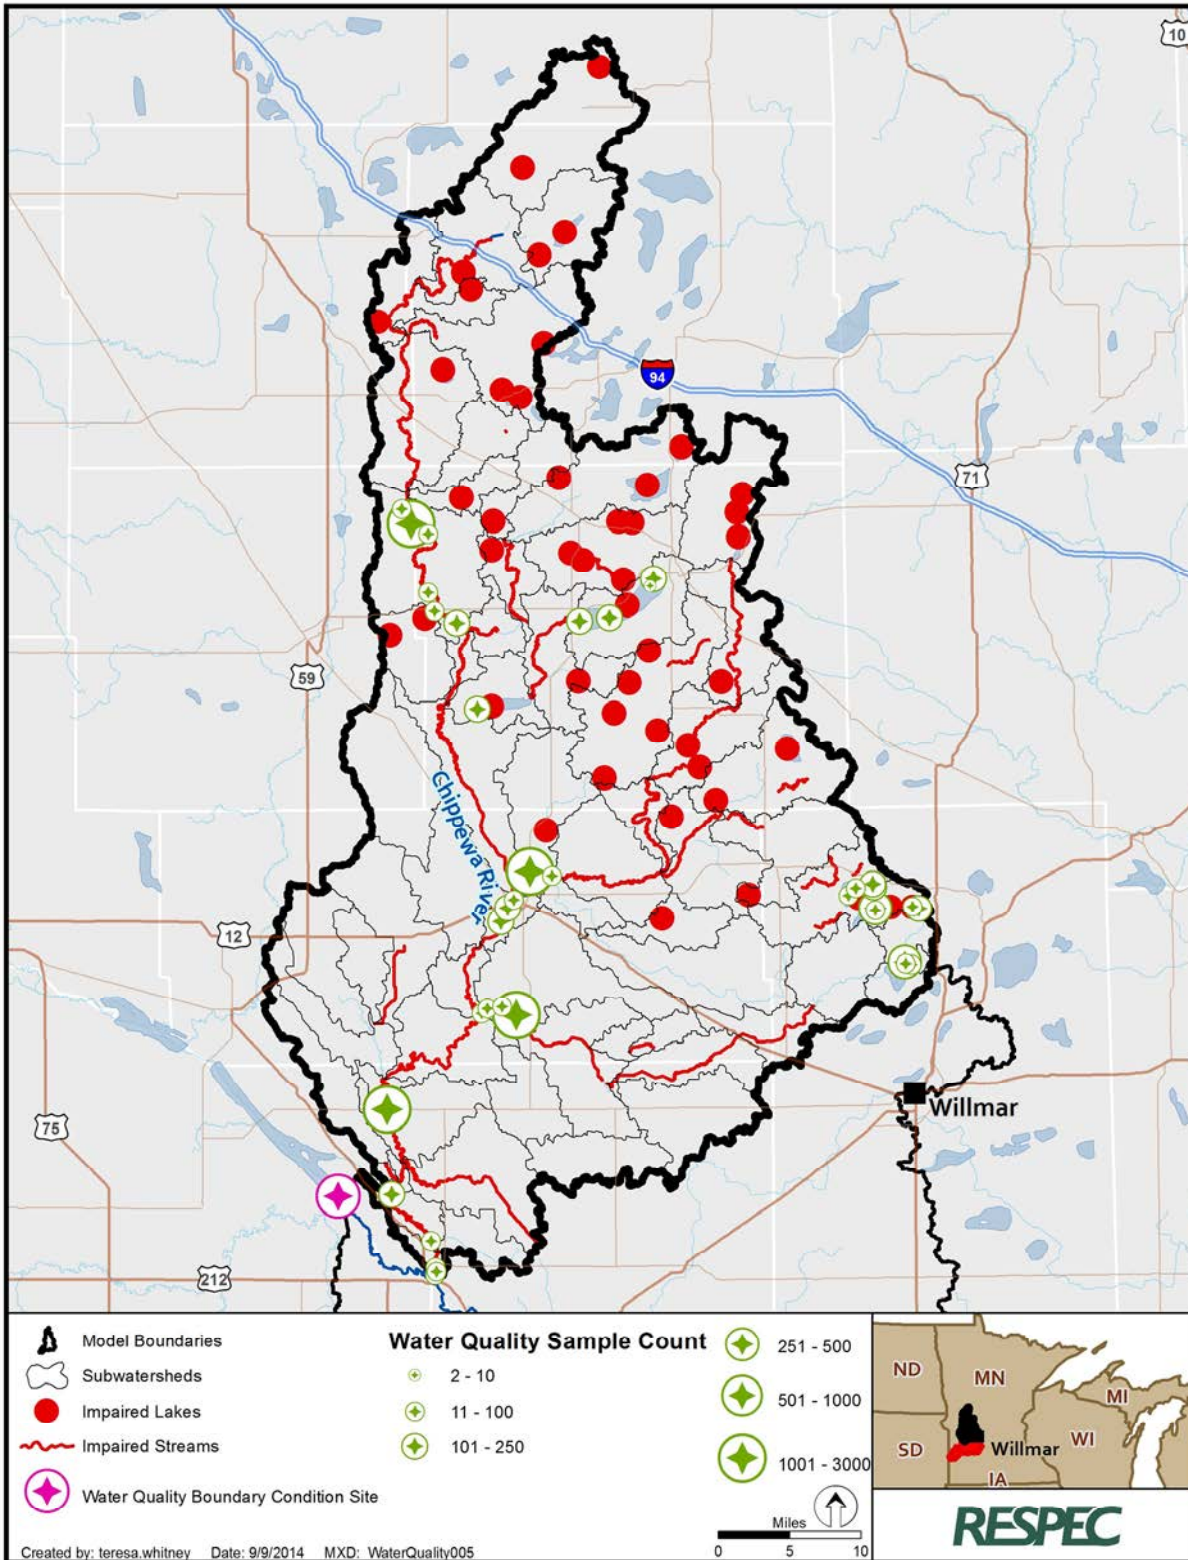 10
94
71
59
Chippewa River
12
Willmar
75
212
Model Boundaries
Subwatersheds
Impaired Lakes
Impaired Streams
Water Quality Boundary Condition Site
Water Quality Sample Count
2 - 10
11 - 100
101 - 250
251 - 500
501 - 1000
1001 - 3000
Miles
0 5 10
ND
MN
MI
SD
WI
Willmar
IA
RESPEC
Created by: teresa.whitney Date: 9/9/2014 MXD: WaterQuality005